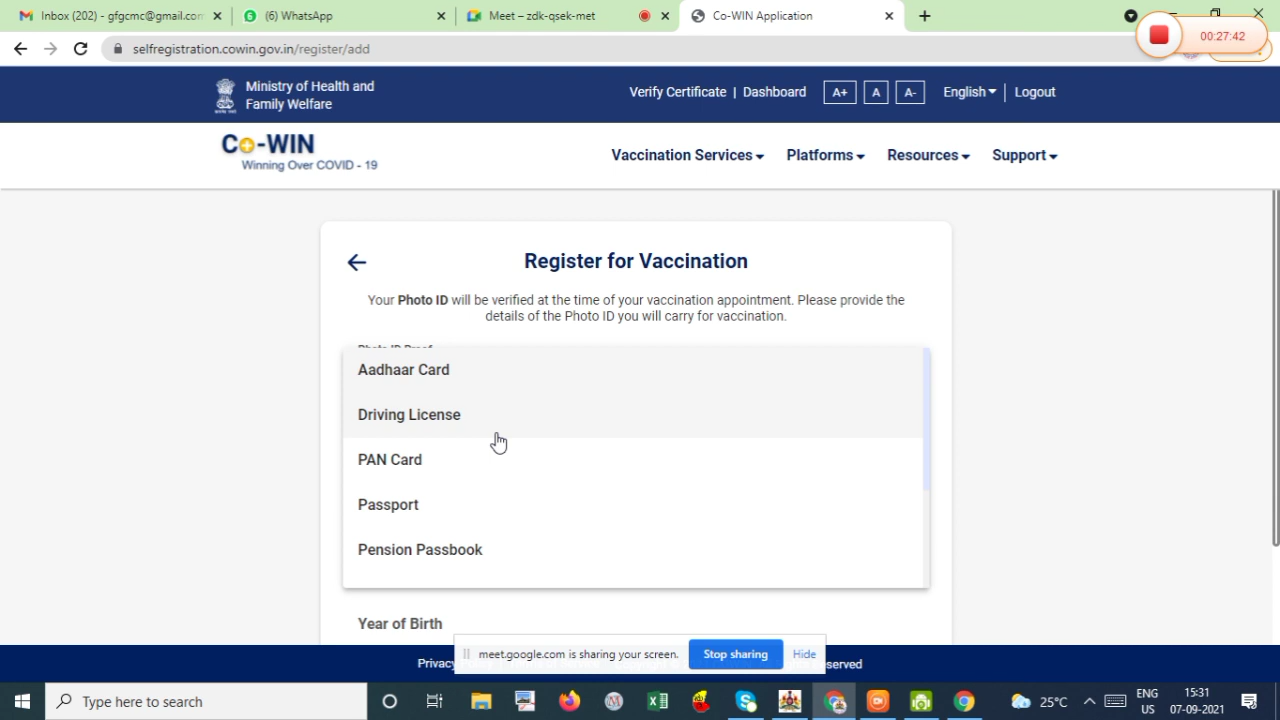 Inbox (202) - gfgcmc@gmail.com
(6) WhatsApp
Meet – zdk-qsek-met
Co-WIN Application
00:27:42
selfregistration.cowin.gov.in/register/add
Ministry of Health and
Family Welfare
Verify Certificate | Dashboard A+ A A- English Logout
Co-WIN
Winning Over COVID - 19
Vaccination Services Platforms Resources Support
Register for Vaccination
Your Photo ID will be verified at the time of your vaccination appointment. Please provide the
details of the Photo ID you will carry for vaccination.
Photo ID Proof
Aadhaar Card
Driving License
PAN Card
Passport
Pension Passbook
Year of Birth
meet.google.com is sharing your screen. Stop sharing Hide
Type here to search
25°C
ENG
US
15:31
07-09-2021